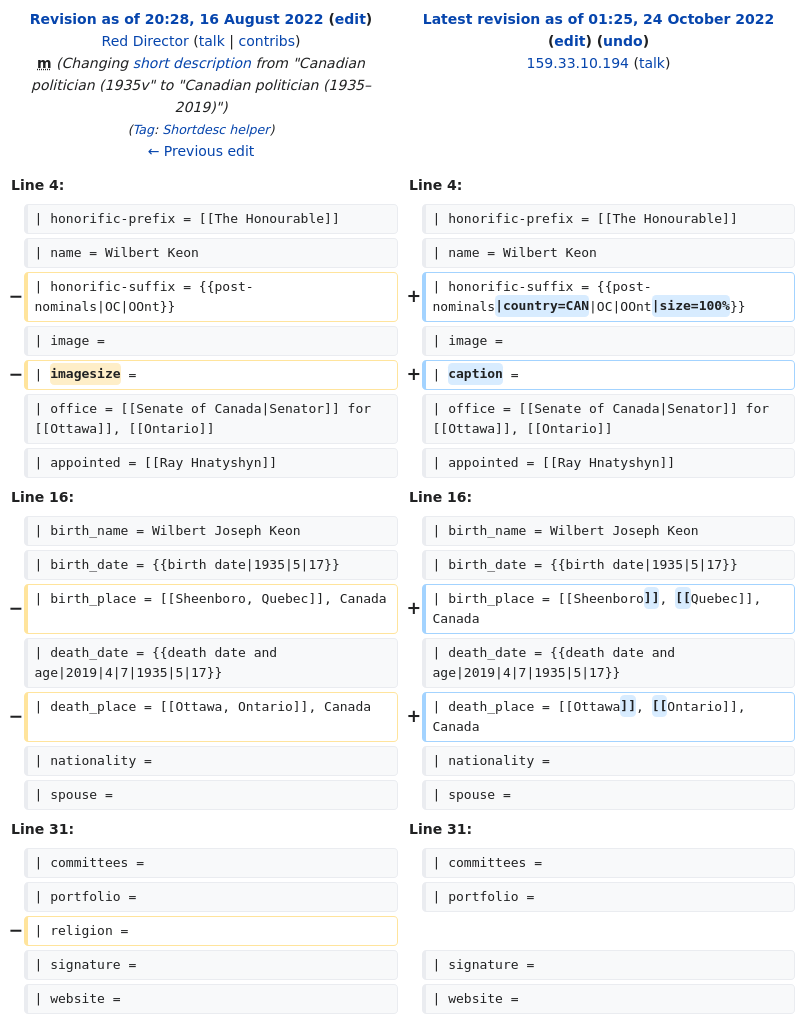 Revision as of 20:28, 16 August 2022 (edit)
Red Director (talk | contribs)
m (Changing short description from "Canadian
politician (1935v" to "Canadian politician (1935–
2019)")
(Tag: Shortdesc helper)
← Previous edit
Latest revision as of 01:25, 24 October 2022
(edit) (undo)
159.33.10.194 (talk)
Line 4:
Line 4:
| honorific-prefix = [[The Honourable]]
| honorific-prefix = [[The Honourable]]
| name = Wilbert Keon
| name = Wilbert Keon
−
| honorific-suffix = {{post-
nominals|OC|OOnt}}
+
| honorific-suffix = {{post-
nominals|country=CAN|OC|OOnt|size=100%}}
| image =
| image =
−
| imagesize =
+
| caption =
| office = [[Senate of Canada|Senator]] for
[[Ottawa]], [[Ontario]]
| office = [[Senate of Canada|Senator]] for
[[Ottawa]], [[Ontario]]
| appointed = [[Ray Hnatyshyn]]
| appointed = [[Ray Hnatyshyn]]
Line 16:
Line 16:
| birth_name = Wilbert Joseph Keon
| birth_name = Wilbert Joseph Keon
| birth_date = {{birth date|1935|5|17}}
| birth_date = {{birth date|1935|5|17}}
−
| birth_place = [[Sheenboro, Quebec]], Canada
+
| birth_place = [[Sheenboro]], [[Quebec]],
Canada
| death_date = {{death date and
age|2019|4|7|1935|5|17}}
| death_date = {{death date and
age|2019|4|7|1935|5|17}}
−
| death_place = [[Ottawa, Ontario]], Canada
+
| death_place = [[Ottawa]], [[Ontario]],
Canada
| nationality =
| nationality =
| spouse =
| spouse =
Line 31:
Line 31:
| committees =
| committees =
| portfolio =
| portfolio =
−
| religion =
| signature =
| signature =
| website =
| website =